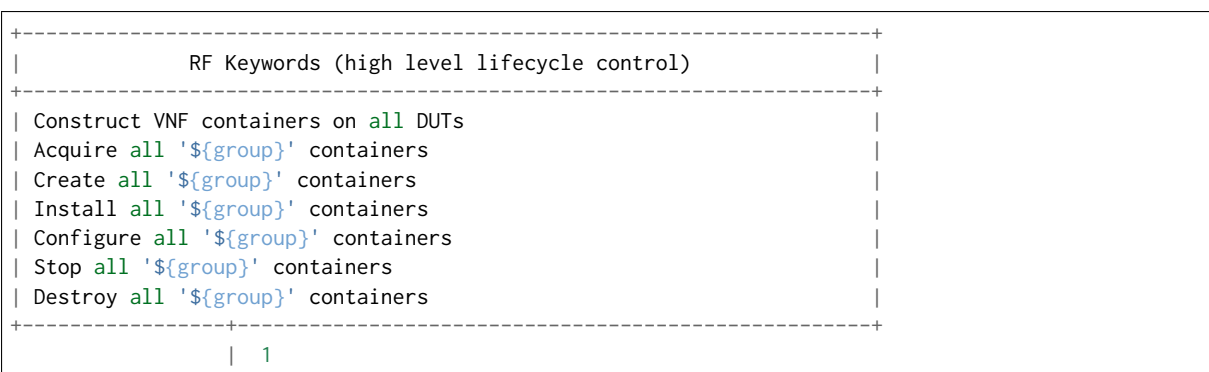 +-----------------------------------------------------------------------+
|              RF Keywords (high level lifecycle control)               |
+-----------------------------------------------------------------------+
| Construct VNF containers on all DUTs                                  |
| Acquire all '${group}' containers                                     |
| Create all '${group}' containers                                      |
| Install all '${group}' containers                                     |
| Configure all '${group}' containers                                   |
| Stop all '${group}' containers                                        |
| Destroy all '${group}' containers                                     |
+-----------------+-----------------------------------------------------+
                  |  1